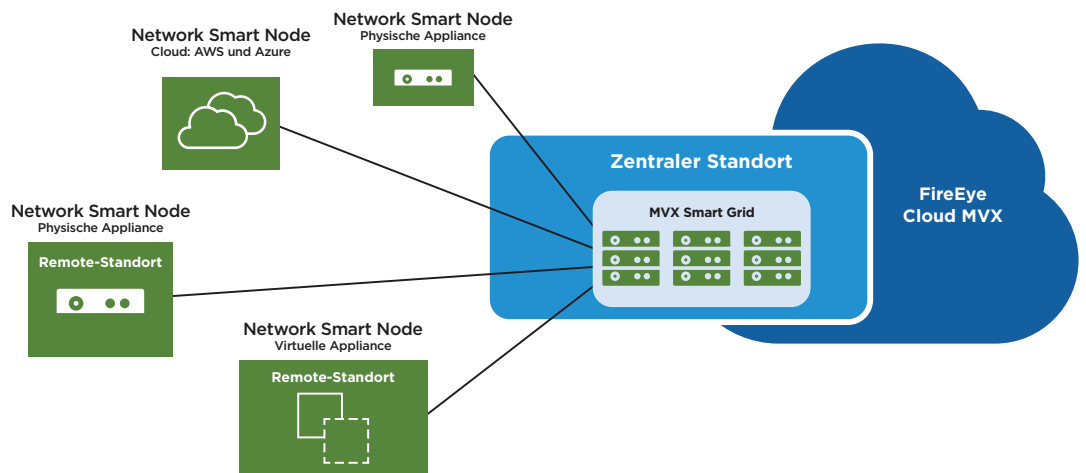 Network Smart Node
Physische Appliance
Network Smart Node
Cloud: AWS und Azure
Zentraler Standort
MVX Smart Grid
FireEye
Cloud MVX
Network Smart Node
Physische Appliance
Remote-Standort
Network Smart Node
Virtuelle Appliance
Remote-Standort